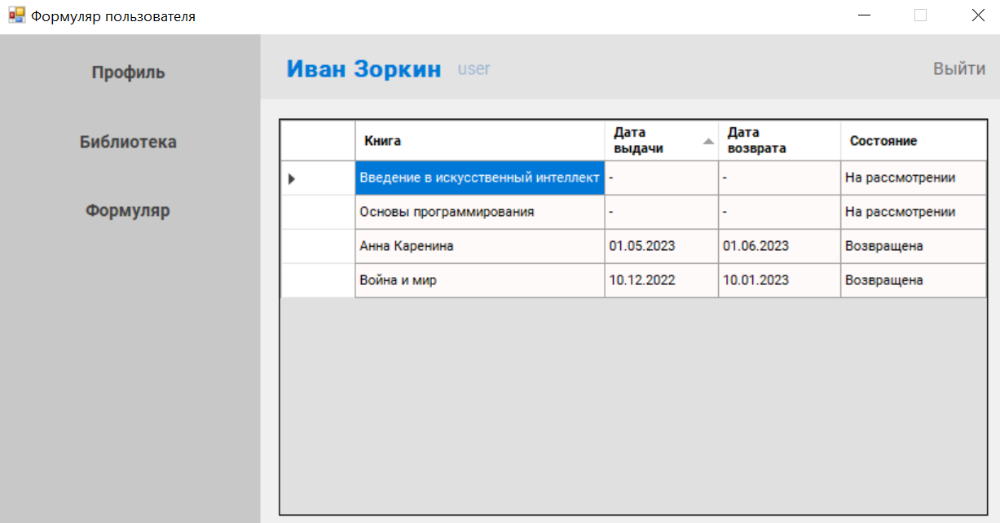 Формуляр пользователя
Профиль
Библиотека
Формуляр
Иван Зоркин user Выйти
Книга Дата выдачи Дата возврата Состояние
Введение в искусственный интеллект - - На рассмотрении
Основы программирования - - На рассмотрении
Анна Каренина 01.05.2023 01.06.2023 Возвращена
Война и мир 10.12.2022 10.01.2023 Возвращена